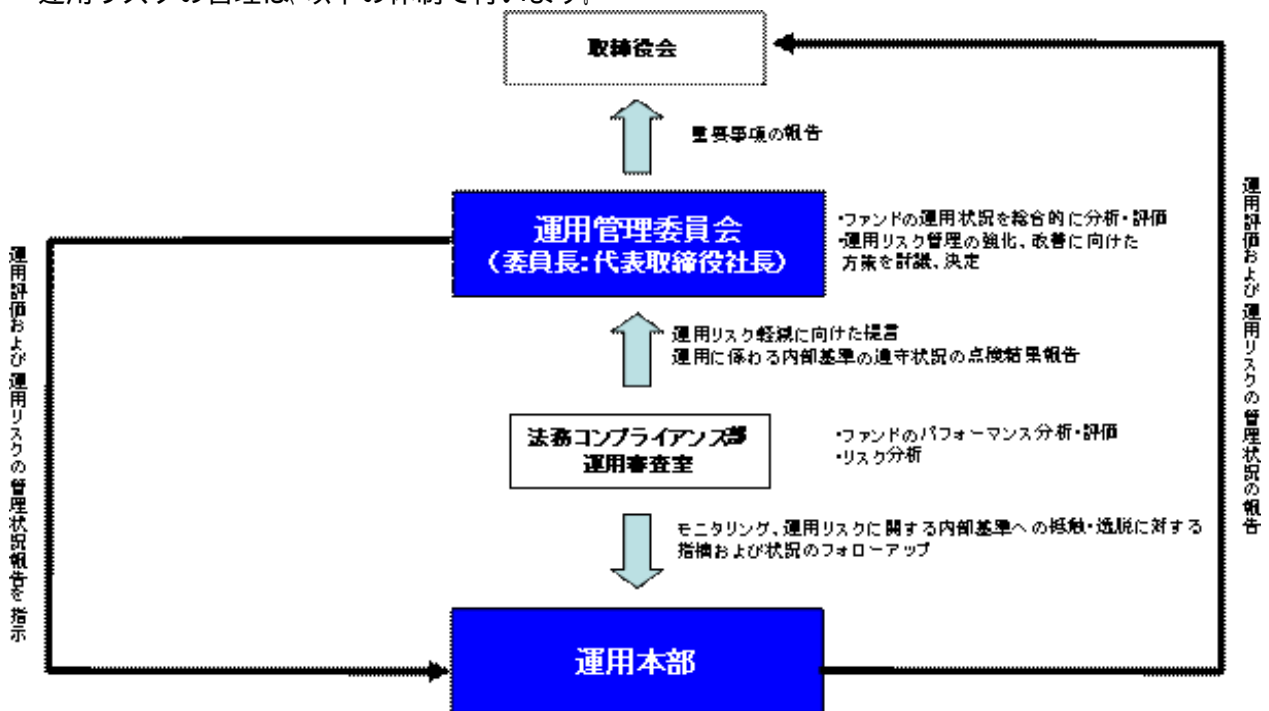 運用リスクの管理は、以下の体制で行います。
取締役会
重要事項の報告
運用管理委員会
（委員長：代表取締役社長）
・ファンドの運用状況を総合的に分析・評価
・運用リスク管理の強化、改善に向けた
方策を討議、決定
運用リスク軽減に向けた提言
運用に係わる内部基準の遵守状況の点検結果報告
法務コンプライアンス部
運用審査室
・ファンドのパフォーマンス分析・評価
・リスク分析
モニタリング、運用リスクに関する内部基準への抵触・逸脱に対する
指摘および状況のフォローアップ
運用本部
運用評価および運用リスクの管理状況報告を指示
運用評価および運用リスクの管理状況の報告